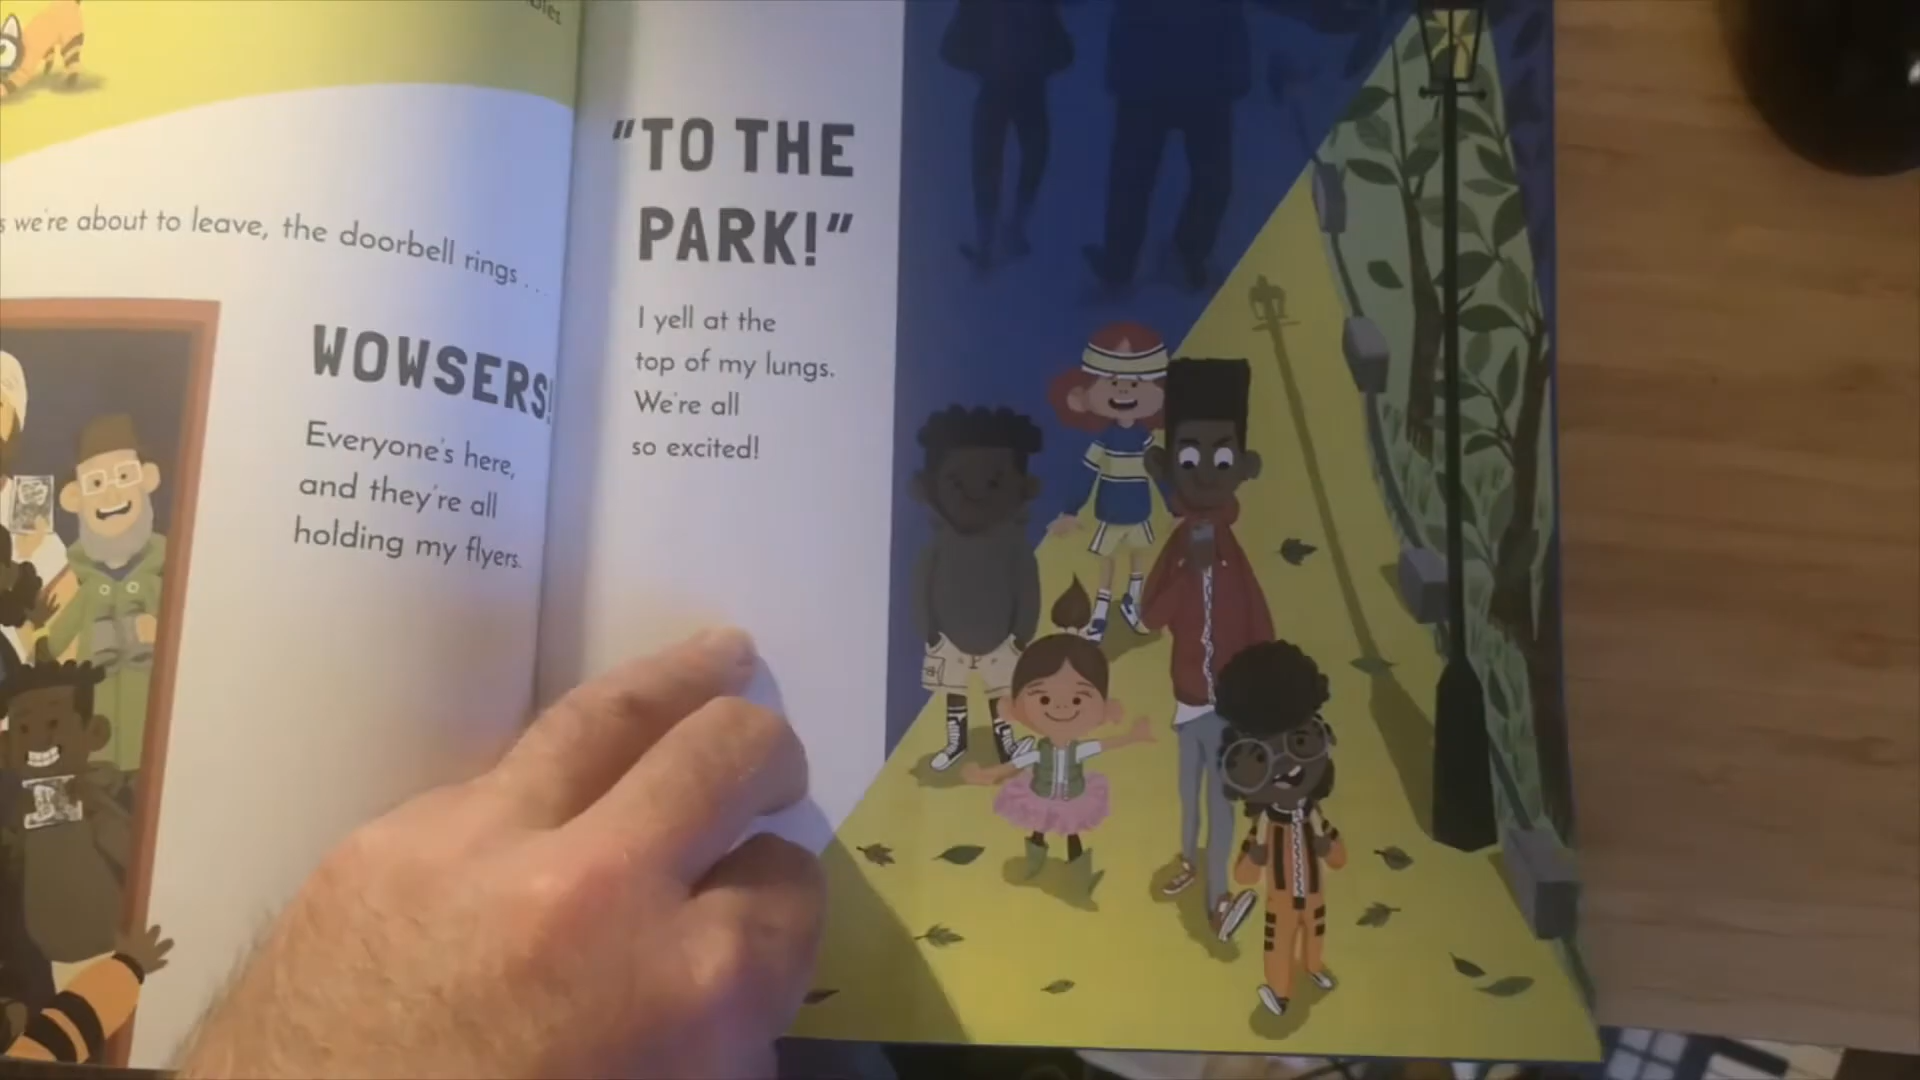 we're about to leave, the doorbell rings...
WOWSERS!
Everyone's here,
and they're all
holding my flyers.
"TO THE
PARK!"
I yell at the
top of my lungs.
We're all
so excited!